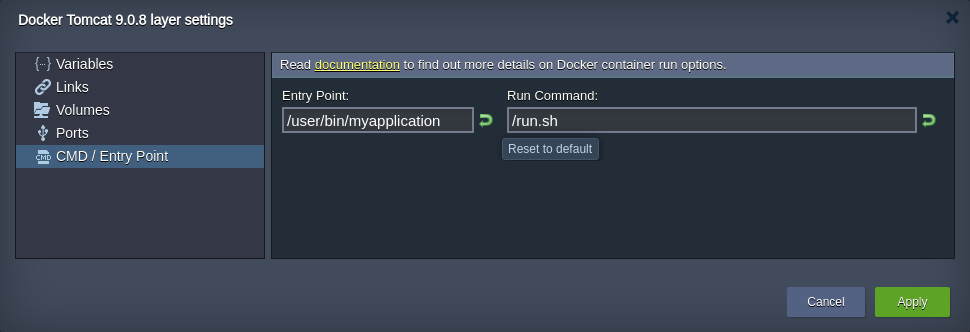 Docker Tomcat 9.0.8 layer settings
Variables
Links
Volumes
Ports
CMD CMD / Entry Point
Read documentation to find out more details on Docker container run options.
Entry Point: Run Command:
/user/bin/myapplication /run.sh
Reset to default
Cancel Apply